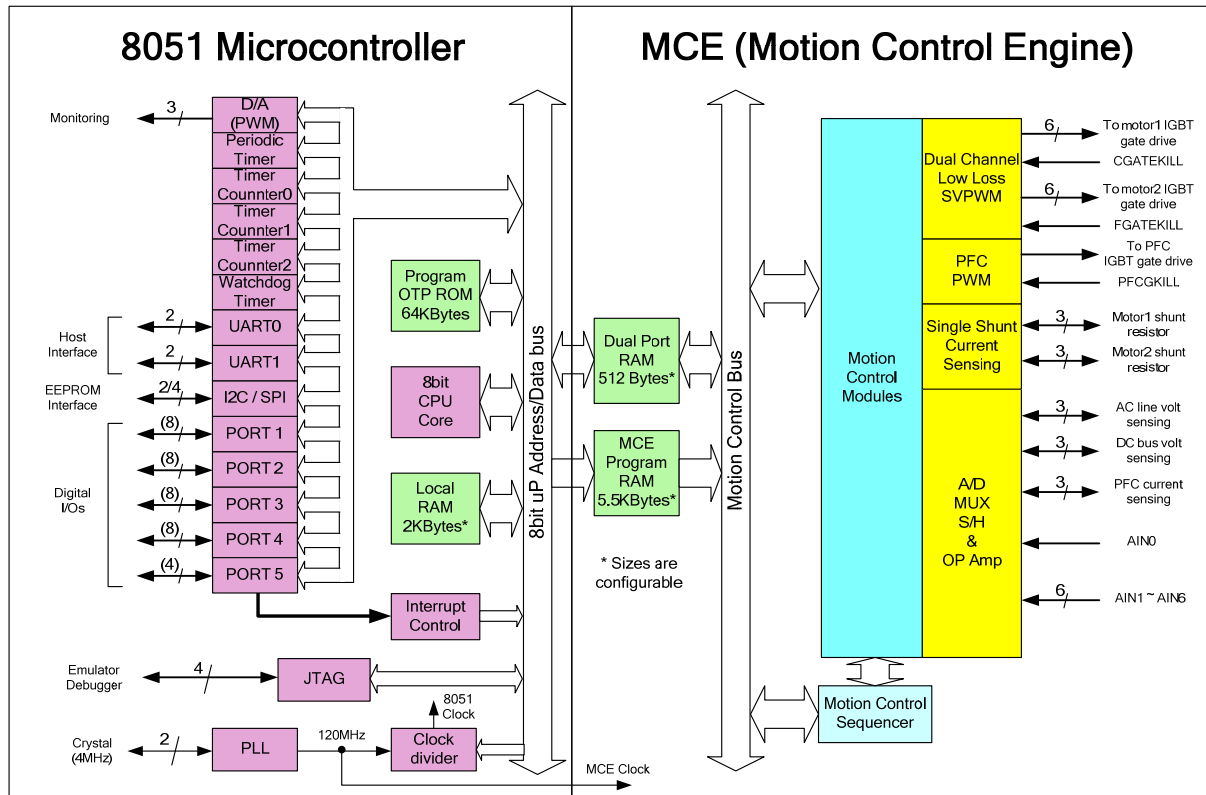 8051 Microcontroller
MCE (Motion Control Engine)
Monitoring
3
D/A
(PWM)
Periodic
Timer
Timer
Counnter0
Timer
Counnter1
Timer
Counnter2
Watchdog
Timer
Host
Interface
2
UART0
2
UART1
EEPROM
Interface
2/4
I2C / SPI
Digital
I/Os
(8)
PORT 1
(8)
PORT 2
(8)
PORT 3
(8)
PORT 4
(4)
PORT 5
Program
OTP ROM
64KBytes
8bit
CPU
Core
Local
RAM
2KBytes*
Interrupt
Control
Emulator
Debugger
4
JTAG
Crystal
(4MHz)
2
PLL
120MHz
8051
Clock
Clock
divider
MCE Clock
8bit uP Address/Data bus
Dual Port
RAM
512 Bytes*
MCE
Program
RAM
5.5KBytes*
* Sizes are
configurable
Motion Control Bus
Motion
Control
Modules
Motion Control
Sequencer
Dual Channel
Low Loss
SVPWM
PFC
PWM
Single Shunt
Current
Sensing
A/D
MUX
S/H
&
OP Amp
6
To motor1 IGBT
gate drive
CGATEKILL
6
To motor2 IGBT
gate drive
FGATEKILL
To PFC
IGBT gate drive
PFCGKILL
3
Motor1 shunt
resistor
3
Motor2 shunt
resistor
3
AC line volt
sensing
3
DC bus volt
sensing
3
PFC current
sensing
AIN0
6
AIN1 ~ AIN6